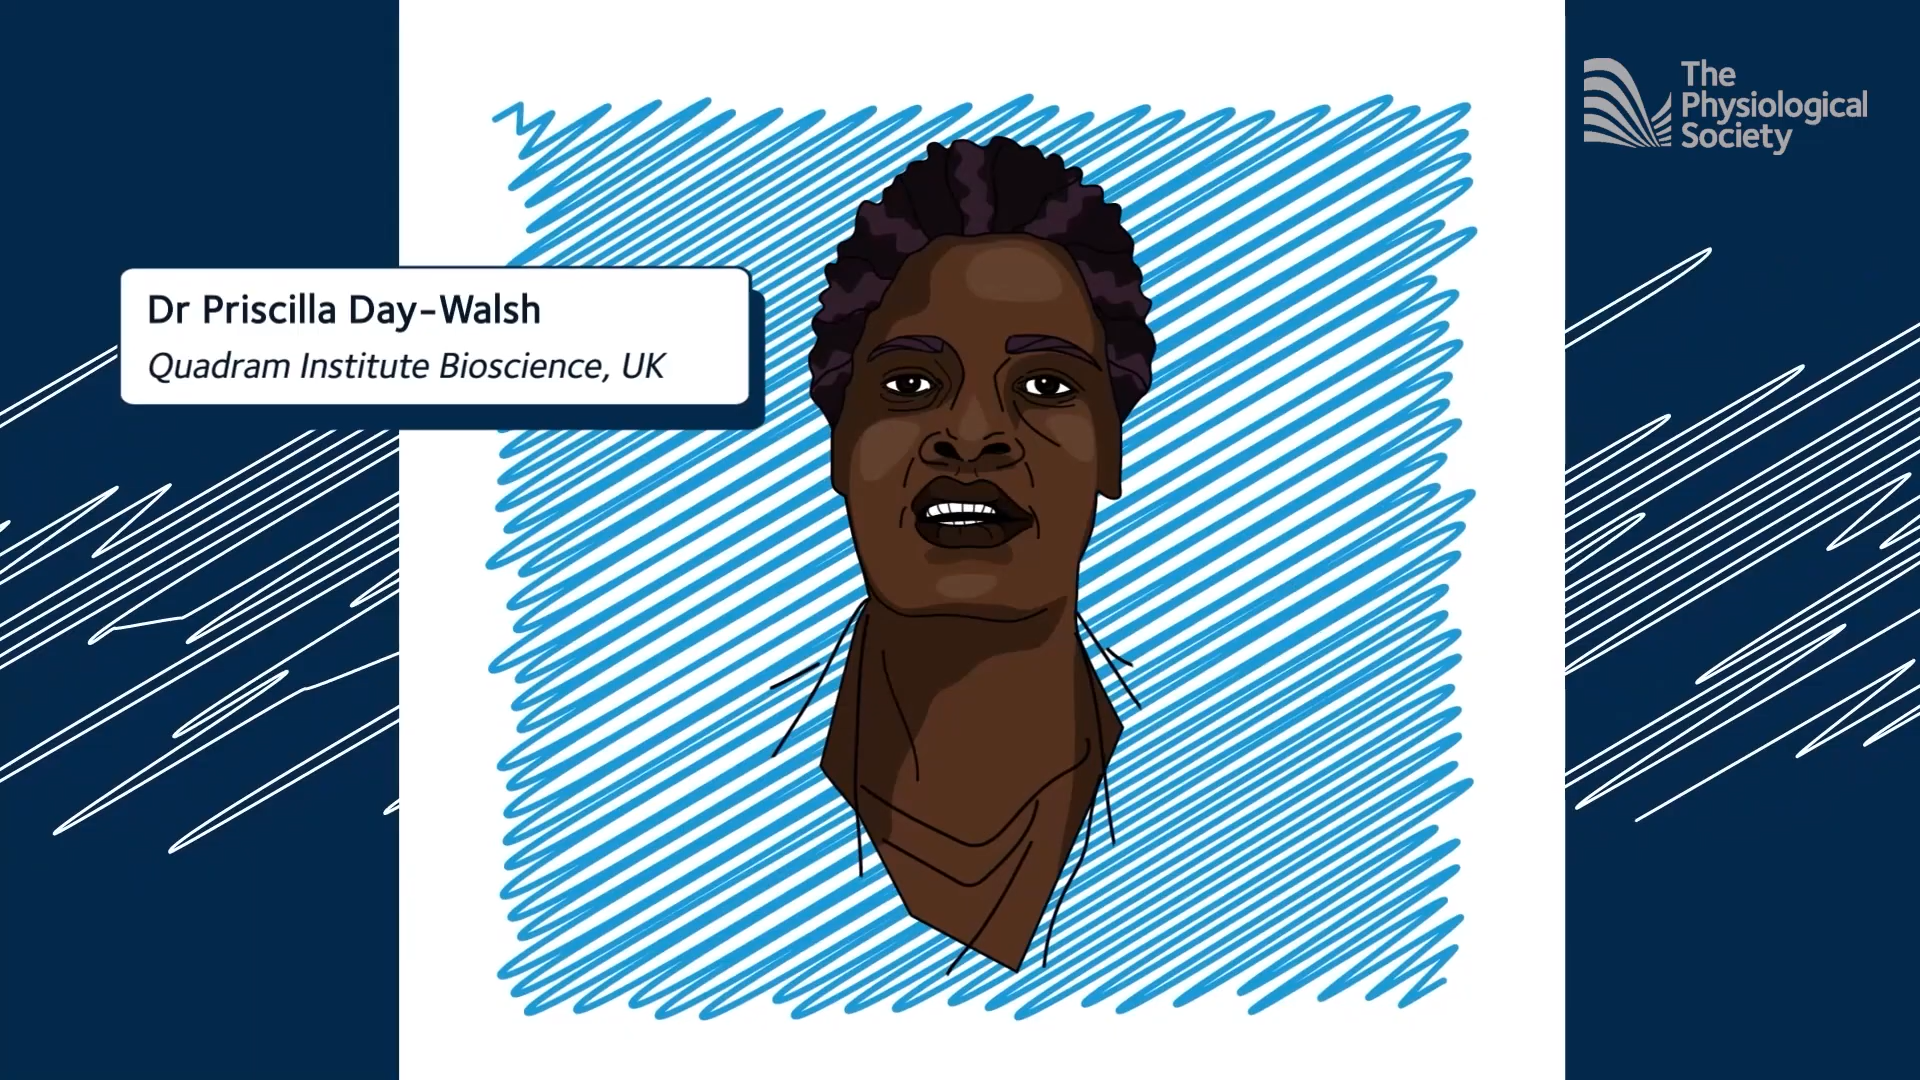 The
Physiological
Society
Dr Priscilla Day-Walsh
Quadram Institute Bioscience, UK